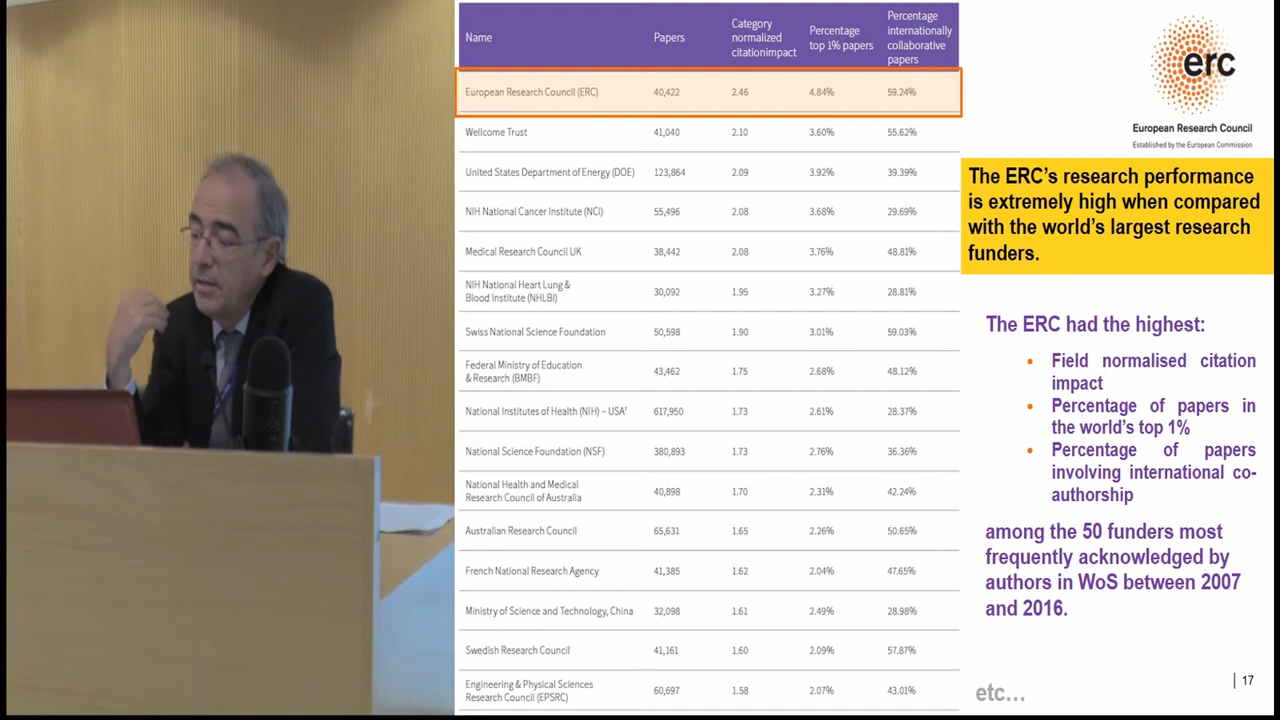 Name Papers Category normalized citationimpact Percentage top 1% papers Percentage internationally collaborative papers
European Research Council (ERC) 40,422 2.46 4.84% 59.24%
Wellcome Trust 41,040 2.10 3.60% 55.62%
United States Department of Energy (DOE) 123,864 2.09 3.92% 39.39%
NIH National Cancer Institute (NCI) 55,496 2.08 3.68% 29.69%
Medical Research Council UK 38,442 2.08 3.76% 48.81%
NIH National Heart Lung &
Blood Institute (NHLBI) 30,092 1.95 3.27% 28.81%
Swiss National Science Foundation 50,598 1.90 3.01% 59.03%
Federal Ministry of Education
& Research (BMBF) 43,462 1.75 2.68% 48.12%
National Institutes of Health (NIH) – USA† 617,950 1.73 2.61% 28.37%
National Science Foundation (NSF) 380,893 1.73 2.76% 36.36%
National Health and Medical
Research Council of Australia 40,898 1.70 2.31% 42.24%
Australian Research Council 65,631 1.65 2.26% 50.65%
French National Research Agency 41,385 1.62 2.04% 47.65%
Ministry of Science and Technology, China 32,098 1.61 2.49% 28.98%
Swedish Research Council 41,161 1.60 2.09% 57.87%
Engineering & Physical Sciences
Research Council (EPSRC) 60,697 1.58 2.07% 43.01%
erc
European Research Council
Established by the European Commission
The ERC's research performance
is extremely high when compared
with the world's largest research
funders.
The ERC had the highest:
• Field normalised citation
impact
• Percentage of papers in
the world's top 1%
• Percentage of papers
involving international co-
authorship
among the 50 funders most
frequently acknowledged by
authors in WoS between 2007
and 2016.
etc…
| 17